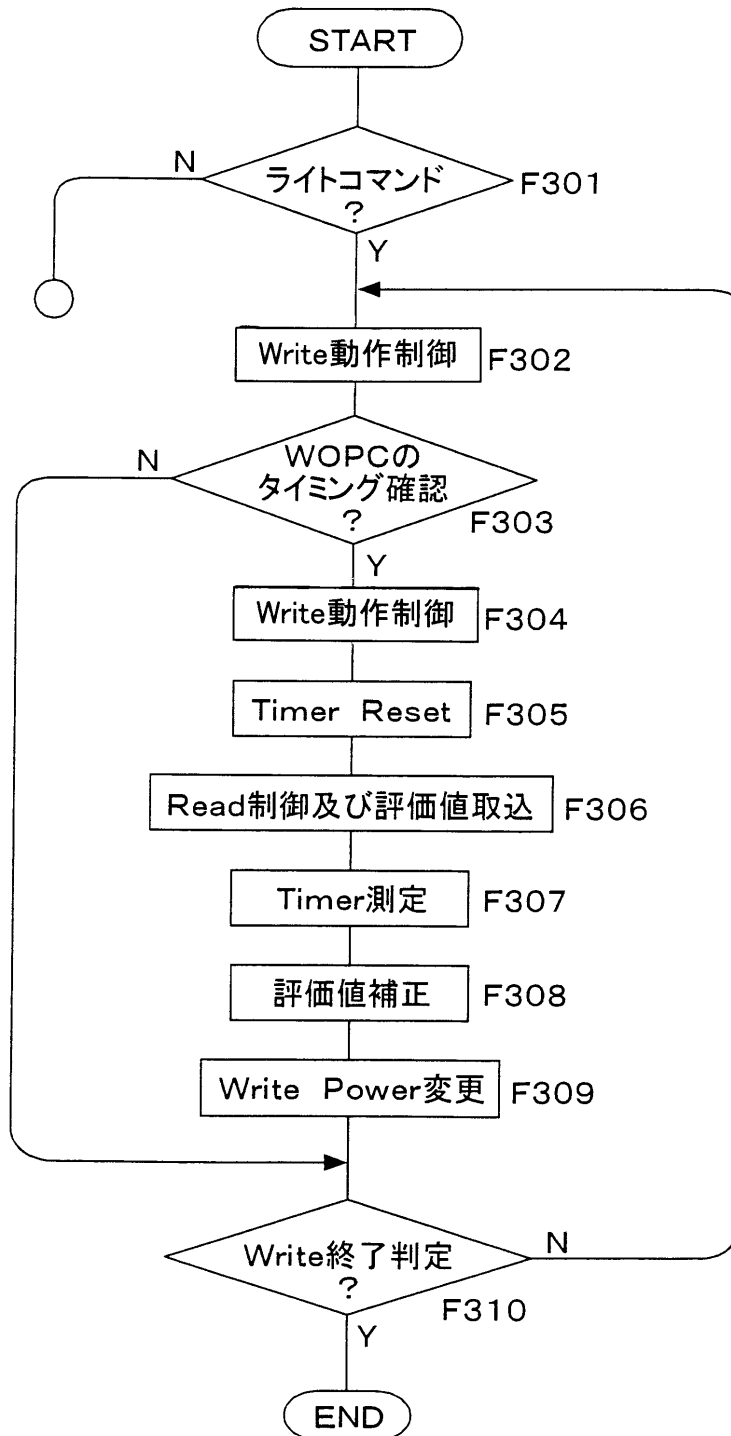 START
N
ライトコマンド
?
F301
Y
Write動作制御
F302
N
WOPCの
タイミング確認
?
F303
Y
Write動作制御
F304
Timer Reset
F305
Read制御及び評価値取込
F306
Timer測定
F307
評価値補正
F308
Write Power変更
F309
Write終了判定
?
N
F310
Y
END